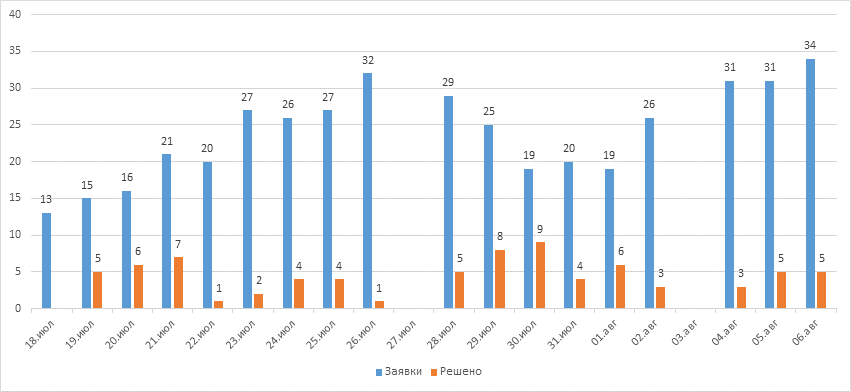 40
35
30
25
20
15
10
5
0
13
15
5
16
6
21
7
20
1
27
2
26
4
27
4
32
1
29
5
25
8
19
9
20
4
19
6
26
3
31
3
31
5
34
5
18.июл
19.июл
20.июл
21.июл
22.июл
23.июл
24.июл
25.июл
26.июл
27.июл
28.июл
29.июл
30.июл
31.июл
01.авг
02.авг
03.авг
04.авг
05.авг
06.авг
Заявки Решено